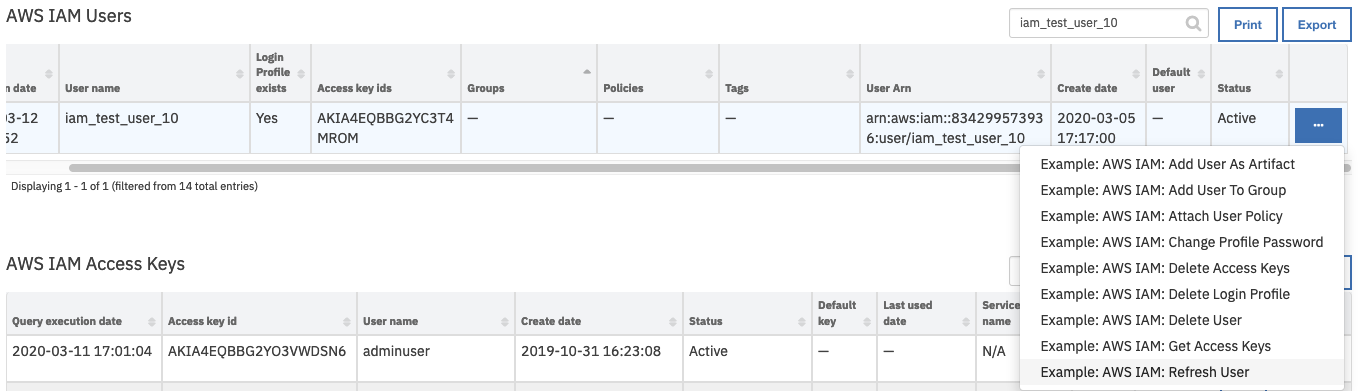 AWS IAM Users
iam_test_user_10
Print
Export
n date
User name
Login
Profile
exists
Access key ids
Groups
Policies
Tags
User Arn
Create date
Default
user
Status
03-12
52
iam_test_user_10
Yes
AKIA4EQBBG2YC3T4
MROM
—
—
—
arn:aws:iam::83429957393
6:user/iam_test_user_10
2020-03-05
17:17:00
—
Active
...
Displaying 1 - 1 of 1 (filtered from 14 total entries)
Example: AWS IAM: Add User As Artifact
Example: AWS IAM: Add User To Group
Example: AWS IAM: Attach User Policy
Example: AWS IAM: Change Profile Password
Example: AWS IAM: Delete Access Keys
Example: AWS IAM: Delete Login Profile
Example: AWS IAM: Delete User
Example: AWS IAM: Get Access Keys
Example: AWS IAM: Refresh User
AWS IAM Access Keys
Query execution date
Access key id
User name
Create date
Status
Default
key
Last used
date
Service
name
2020-03-11 17:01:04
AKIA4EQBBG2YO3VWDSN6
adminuser
2019-10-31 16:23:08
Active
—
—
N/A